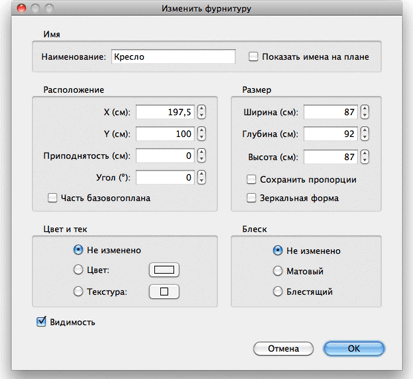 Изменить фурнитуру
Имя
Наименование: Кресло Показать имена на плане
Расположение
X (см): 197,5
Y (см): 100
Приподнятость (см): 0
Угол (°): 0
Часть базовогоплана
Размер
Ширина (см): 87
Глубина (см): 92
Высота (см): 87
Сохранить пропорции
Зеркальная форма
Цвет и тек
Не изменено
Цвет:
Текстура:
Блеск
Не изменено
Матовый
Блестящий
Видимость
Отмена OK